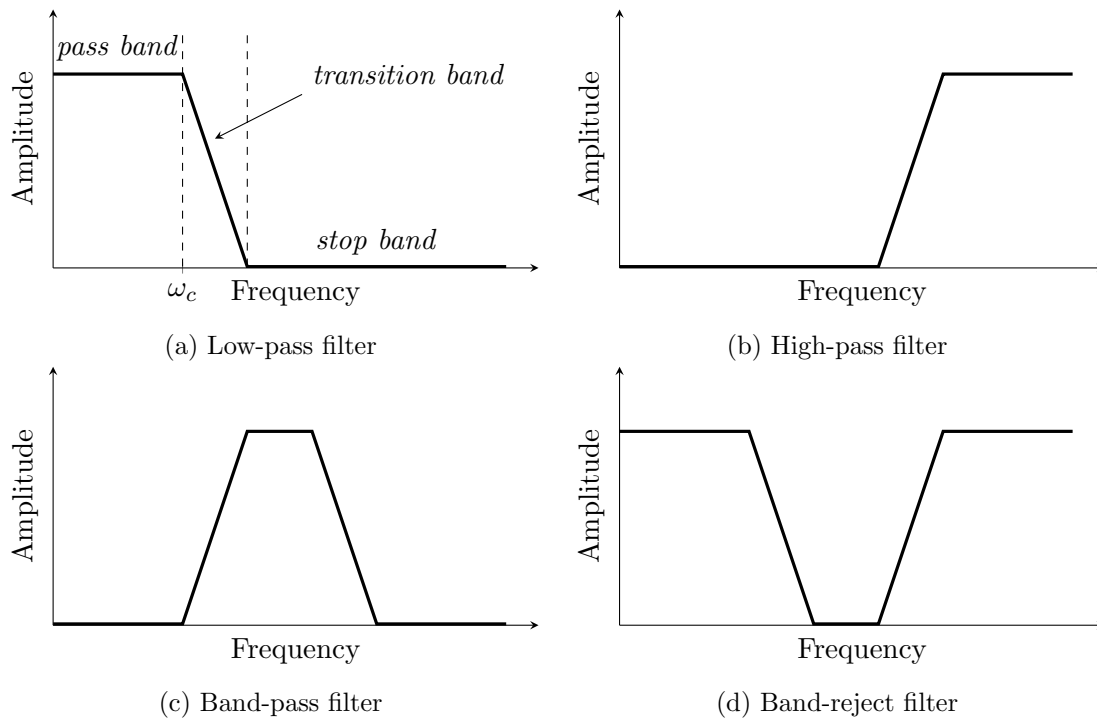 pass band
transition band
stop band
Amplitude
ω_c
Frequency
(a) Low-pass filter
Amplitude
Frequency
(b) High-pass filter
Amplitude
Frequency
(c) Band-pass filter
Amplitude
Frequency
(d) Band-reject filter